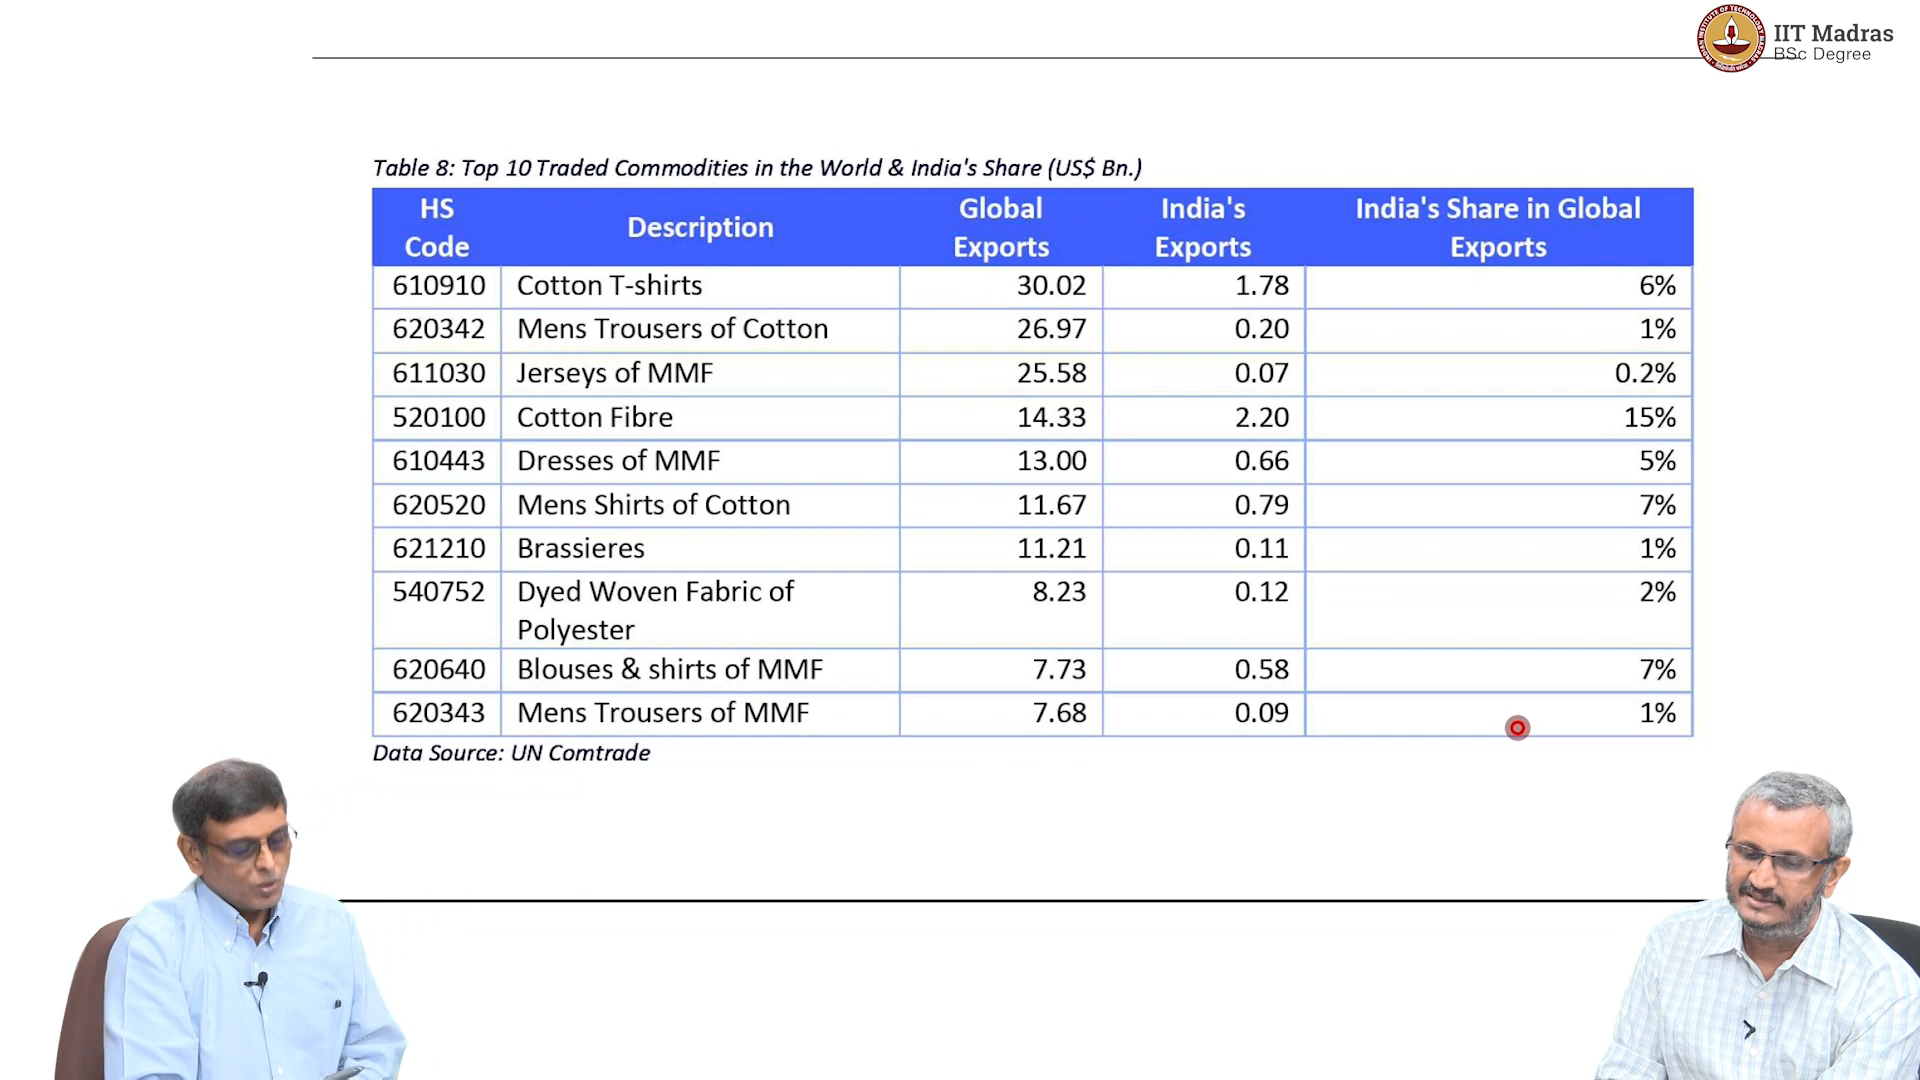 IIT Madras
BSc Degree
Table 8: Top 10 Traded Commodities in the World & India's Share (US$ Bn.)
HS Code Description Global Exports India's Exports India's Share in Global Exports
610910 Cotton T-shirts 30.02 1.78 6%
620342 Mens Trousers of Cotton 26.97 0.20 1%
611030 Jerseys of MMF 25.58 0.07 0.2%
520100 Cotton Fibre 14.33 2.20 15%
610443 Dresses of MMF 13.00 0.66 5%
620520 Mens Shirts of Cotton 11.67 0.79 7%
621210 Brassieres 11.21 0.11 1%
540752 Dyed Woven Fabric of Polyester 8.23 0.12 2%
620640 Blouses & shirts of MMF 7.73 0.58 7%
620343 Mens Trousers of MMF 7.68 0.09 1%
Data Source: UN Comtrade